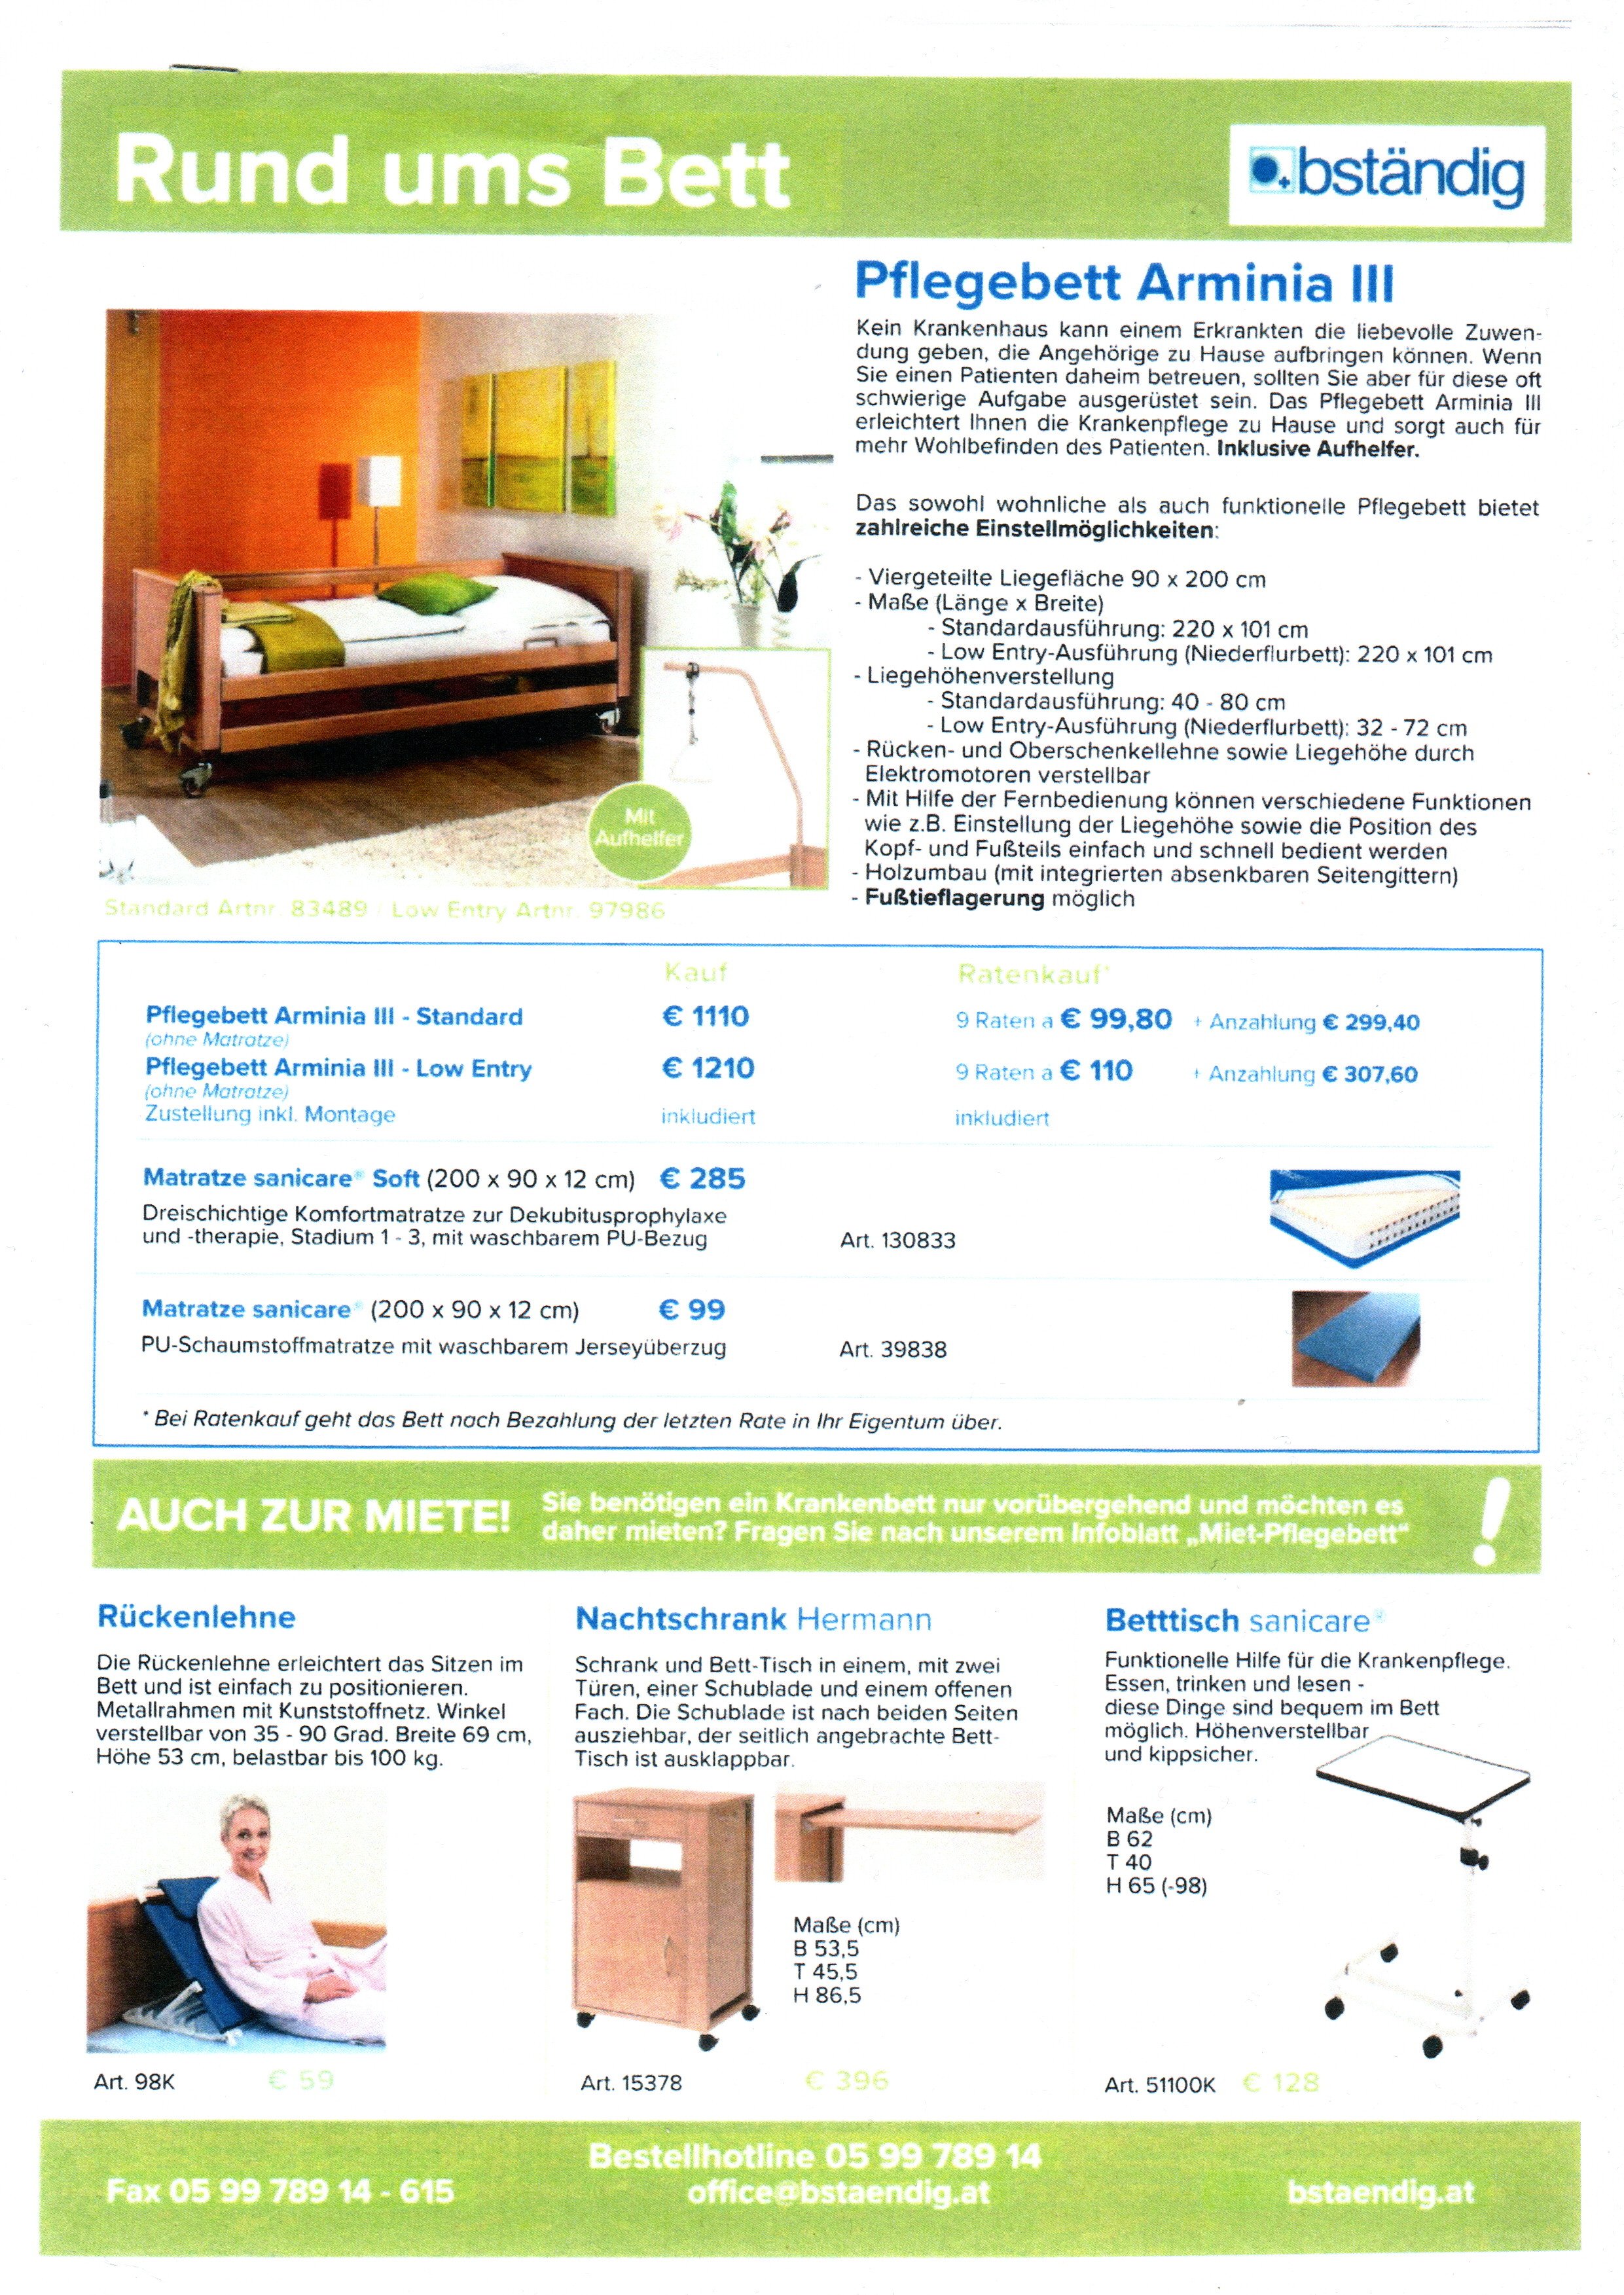 Rund ums Bett
bständig
Pflegebett Arminia III
Kein Krankenhaus kann einem Erkrankten die liebevolle Zuwen-
dung geben, die Angehörige zu Hause aufbringen können. Wenn
Sie einen Patienten daheim betreuen, sollten Sie aber für diese oft
schwierige Aufgabe ausgerüstet sein. Das Pflegebett Arminia III
erleichtert Ihnen die Krankenpflege zu Hause und sorgt auch für
mehr Wohlbefinden des Patienten. Inklusive Aufhelfer.
Das sowohl wohnliche als auch funktionelle Pflegebett bietet
zahlreiche Einstellmöglichkeiten:
- Viergeteilte Liegefläche 90 x 200 cm
- Maße (Länge x Breite)
- Standardausführung: 220 x 101 cm
- Low Entry-Ausführung (Niederflurbett): 220 x 101 cm
- Liegehöhenverstellung
- Standardausführung: 40 - 80 cm
- Low Entry-Ausführung (Niederflurbett): 32 - 72 cm
- Rücken- und Oberschenkellehne sowie Liegehöhe durch
Elektromotoren verstellbar
- Mit Hilfe der Fernbedienung können verschiedene Funktionen
wie z.B. Einstellung der Liegehöhe sowie die Position des
Kopf- und Fußteils einfach und schnell bedient werden
- Holzumbau (mit integrierten absenkbaren Seitengittern)
- Fußtieflagerung möglich
Mit
Aufhelfer
Standard Artnr. 83489 / Low Entry Artnr. 97986
Kauf Ratenkauf*
Pflegebett Arminia III - Standard € 1110 9 Raten a € 99,80 + Anzahlung € 299,40
(ohne Matratze)
Pflegebett Arminia III - Low Entry € 1210 9 Raten a € 110 + Anzahlung € 307,60
(ohne Matratze)
Zustellung inkl. Montage inkludiert inkludiert
Matratze sanicare® Soft (200 x 90 x 12 cm) € 285
Dreischichtige Komfortmatratze zur Dekubitusprophylaxe
und -therapie, Stadium 1 - 3, mit waschbarem PU-Bezug Art. 130833
Matratze sanicare® (200 x 90 x 12 cm) € 99
PU-Schaumstoffmatratze mit waschbarem Jerseyüberzug Art. 39838
* Bei Ratenkauf geht das Bett nach Bezahlung der letzten Rate in Ihr Eigentum über.
AUCH ZUR MIETE!
Sie benötigen ein Krankenbett nur vorübergehend und möchten es
daher mieten? Fragen Sie nach unserem Infoblatt „Miet-Pflegebett“
!
Rückenlehne
Die Rückenlehne erleichtert das Sitzen im
Bett und ist einfach zu positionieren.
Metallrahmen mit Kunststoffnetz. Winkel
verstellbar von 35 - 90 Grad. Breite 69 cm,
Höhe 53 cm, belastbar bis 100 kg.
Art. 98K € 59
Nachtschrank Hermann
Schrank und Bett-Tisch in einem, mit zwei
Türen, einer Schublade und einem offenen
Fach. Die Schublade ist nach beiden Seiten
ausziehbar, der seitlich angebrachte Bett-
Tisch ist ausklappbar.
Maße (cm)
B 53,5
T 45,5
H 86,5
Art. 15378 € 396
Betttisch sanicare®
Funktionelle Hilfe für die Krankenpflege.
Essen, trinken und lesen -
diese Dinge sind bequem im Bett
möglich. Höhenverstellbar
und kippsicher.
Maße (cm)
B 62
T 40
H 65 (-98)
Art. 51100K € 128
Bestellhotline 05 99 789 14
Fax 05 99 789 14 - 615 office@bstaendig.at bstaendig.at